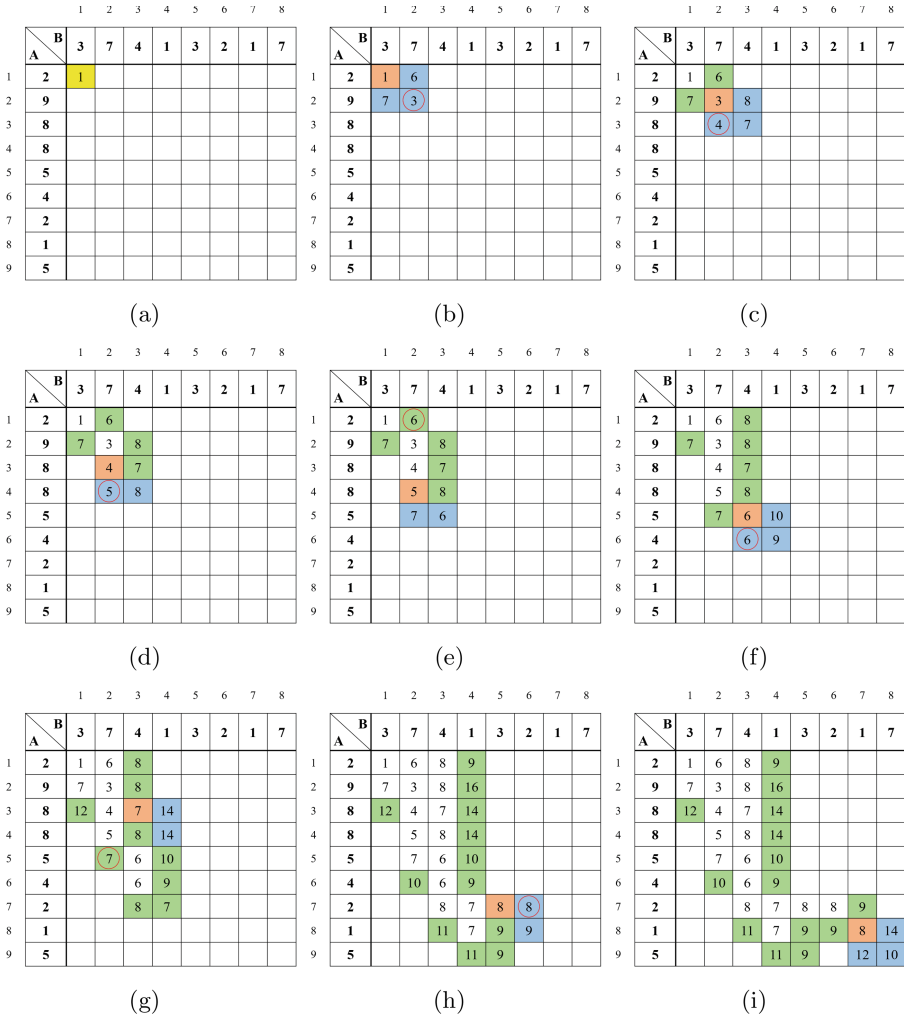 1 2 3 4 5 6 7 8 1 2 3 4 5 6 7 8 1 2 3 4 5 6 7 8
B 3 7 4 1 3 2 1 7 B 3 7 4 1 3 2 1 7 B 3 7 4 1 3 2 1 7
A A A
1 2 1 1 2 1 6 1 2 1 6
2 9 2 9 7 3 2 9 7 3 8
3 8 3 8 3 8 4 7
4 8 4 8 4 8
5 5 5 5 5 5
6 4 6 4 6 4
7 2 7 2 7 2
8 1 8 1 8 1
9 5 9 5 9 5
(a) (b) (c)
1 2 3 4 5 6 7 8 1 2 3 4 5 6 7 8 1 2 3 4 5 6 7 8
B 3 7 4 1 3 2 1 7 B 3 7 4 1 3 2 1 7 B 3 7 4 1 3 2 1 7
A A A
1 2 1 6 1 2 1 6 1 2 1 6 8
2 9 7 3 8 2 9 7 3 8 2 9 7 3 8
3 8 4 7 3 8 4 7 3 8 4 7
4 8 5 8 4 8 5 8 4 8 5 8
5 5 5 5 7 6 5 5 7 6 10
6 4 6 4 6 4 6 9
7 2 7 2 7 2
8 1 8 1 8 1
9 5 9 5 9 5
(d) (e) (f)
1 2 3 4 5 6 7 8 1 2 3 4 5 6 7 8 1 2 3 4 5 6 7 8
B 3 7 4 1 3 2 1 7 B 3 7 4 1 3 2 1 7 B 3 7 4 1 3 2 1 7
A A A
1 2 1 6 8 1 2 1 6 8 9 1 2 1 6 8 9
2 9 7 3 8 2 9 7 3 8 16 2 9 7 3 8 16
3 8 12 4 7 14 3 8 12 4 7 14 3 8 12 4 7 14
4 8 5 8 14 4 8 5 8 14 4 8 5 8 14
5 5 7 6 10 5 5 7 6 10 5 5 7 6 10
6 4 6 9 6 4 10 6 9 6 4 10 6 9
7 2 8 7 7 2 8 7 8 8 7 2 8 7 8 8 9
8 1 8 1 11 7 9 9 8 1 11 7 9 9 8 14
9 5 9 5 11 9 9 5 11 9 12 10
(g) (h) (i)